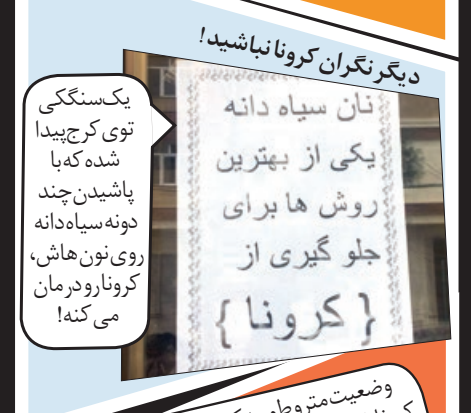 دیگر نگران کرونا نباشید!
یک‌سنگکی
توی کرج پیدا
شده که با
پاشیدن چند
دونه سیاه‌دانه
روی نون‌هاش،
کرونا رو درمان
می‌کنه!
نان سیاه دانه
یکی از بهترین
روش ها برای
جلو گیری از
{ کرونا }
وضعیت مترو